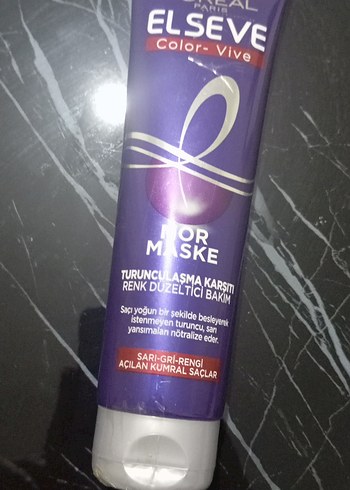 ORÉAL
PARIS
ELSEVE
Color-Vive
MOR
MASKE
TURUNCULAŞMA KARŞITI
RENK DÜZELTİCİ BAKIM
Saçı yoğun bir şekilde besleyerek
istenmeyen turuncu, sarı
yansımaları nötralize eder.
SARI-GRİ-RENGİ
AÇILAN KUMRAL SAÇLAR